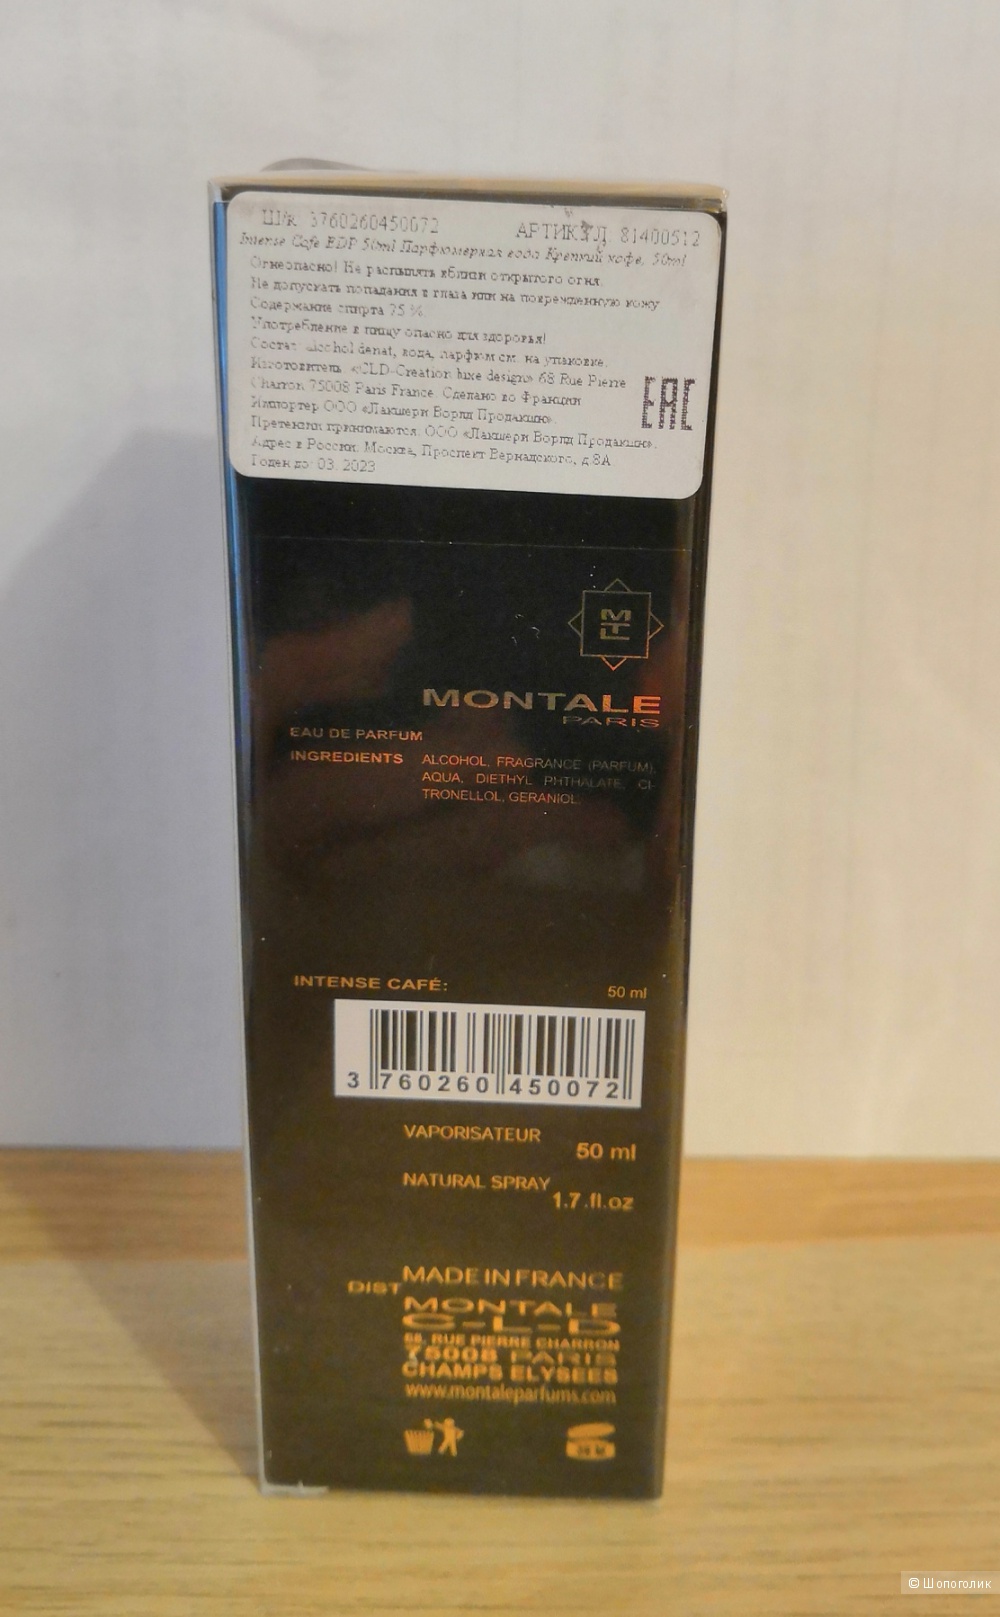 Ш/к. 3760260450072 АРТИКУЛ. 81400512
Intense Cafe EDP 50ml Парфюмерная вода Крепкий кофе, 50ml
Огнеопасно! Не распылять вблизи открытого огня.
Не допускать попадания в глаза или на поврежденную кожу
Содержание спирта 75 %.
Употребление в пищу опасно для здоровья!
Состав: alcohol denat, вода, парфюм см. на упаковке.
Изготовитель: «CLD-Creation luxe design» 68 Rue Pierre
Charron 75008 Paris France. Сделано во Франции
Импортер ООО «Лакшери Ворлд Продакшн».
Претензии принимаются: ООО «Лакшери Ворлд Продакшн».
Адрес в России: Москва, Проспект Вернадского, д.8А
Годен до: 03. 2023
EAC
MTL
MONTALE
PARIS
EAU DE PARFUM
INGREDIENTS ALCOHOL, FRAGRANCE (PARFUM),
AQUA, DIETHYL PHTHALATE, CI-
TRONELLOL, GERANIOL.
INTENSE CAFÉ: 50 ml
3 760260 450072
VAPORISATEUR
50 ml
NATURAL SPRAY
1.7.fl.oz
MADE IN FRANCE
DIST MONTALE
C-L-D
68, RUE PIERRE CHARRON
75008 PARIS
CHAMPS ELYSEES
www.montaleparfums.com
© Шопоголик